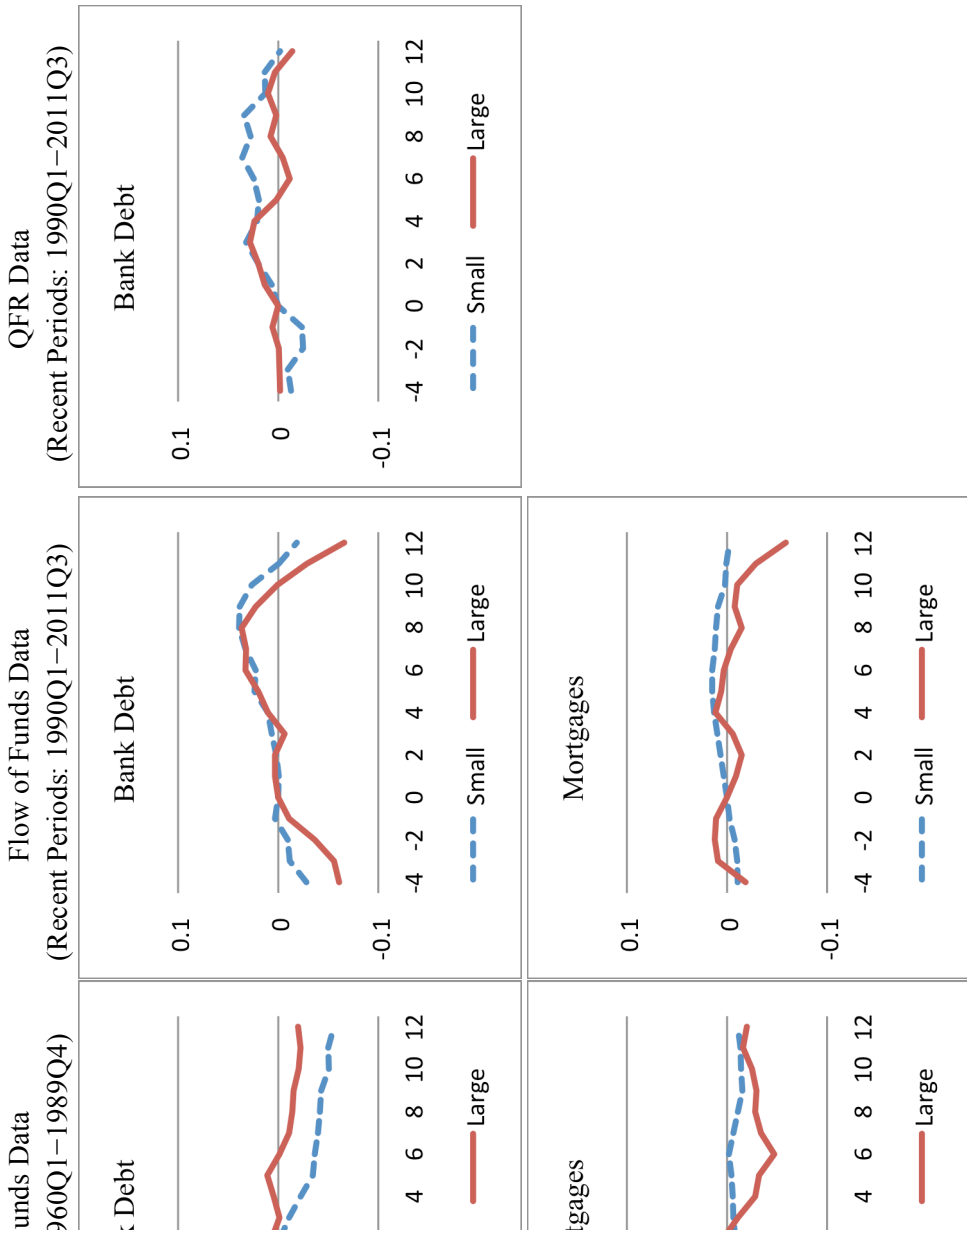 unds Data
960Q1−1989Q4)
k Debt
4 6 8 10 12
Large
tgages
4 6 8 10 12
Large
Flow of Funds Data
(Recent Periods: 1990Q1−2011Q3)
Bank Debt
0.1
0
-0.1
-4 -2 0 2 4 6 8 10 12
Small Large
Mortgages
0.1
0
-0.1
-4 -2 0 2 4 6 8 10 12
Small Large
QFR Data
(Recent Periods: 1990Q1−2011Q3)
Bank Debt
0.1
0
-0.1
-4 -2 0 2 4 6 8 10 12
Small Large